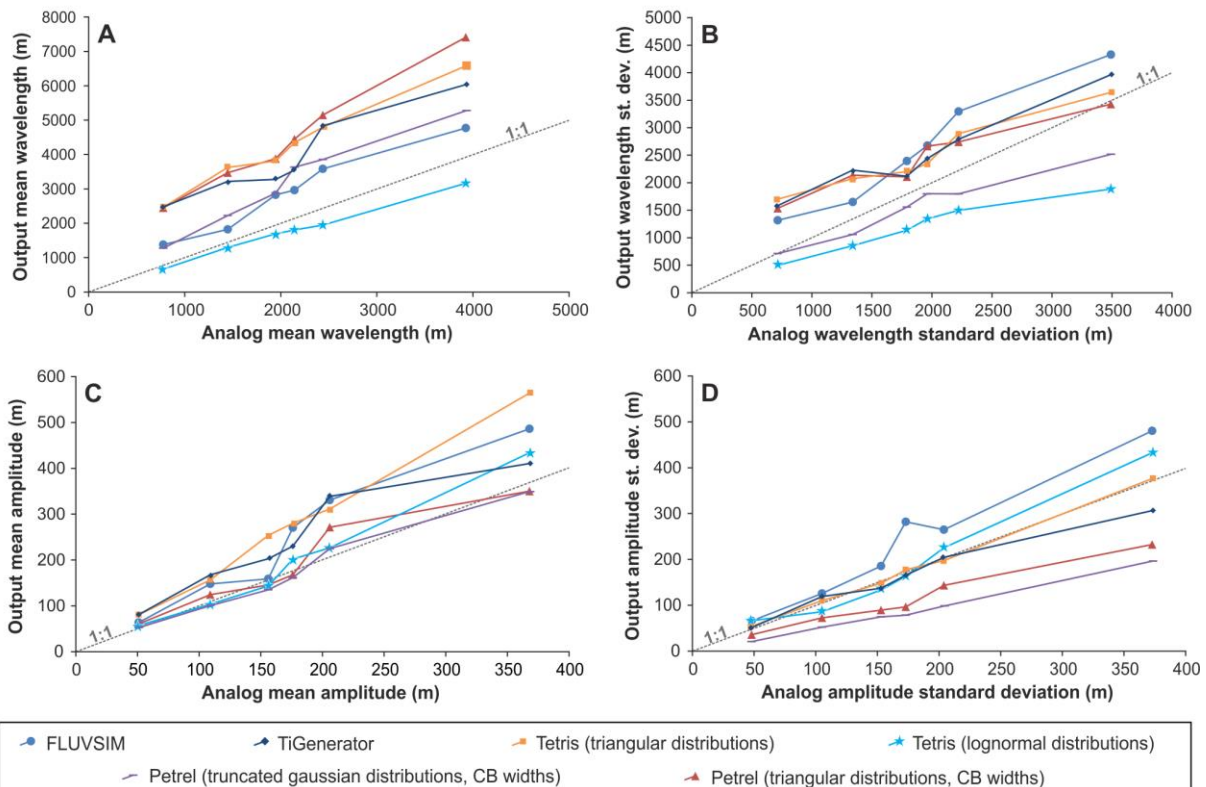 A
Output mean wavelength (m)
8000
7000
6000
5000
4000
3000
2000
1000
0
1:1
0 1000 2000 3000 4000 5000
Analog mean wavelength (m)
B
Output wavelength st. dev. (m)
5000
4500
4000
3500
3000
2500
2000
1500
1000
500
0
1:1
0 500 1000 1500 2000 2500 3000 3500 4000
Analog wavelength standard deviation (m)
C
Output mean amplitude (m)
600
500
400
300
200
100
0
1:1
0 50 100 150 200 250 300 350 400
Analog mean amplitude (m)
D
Output amplitude st. dev. (m)
600
500
400
300
200
100
0
1:1
0 50 100 150 200 250 300 350 400
Analog amplitude standard deviation (m)
FLUVSIM TiGenerator Tetris (triangular distributions) Tetris (lognormal distributions)
Petrel (truncated gaussian distributions, CB widths) Petrel (triangular distributions, CB widths)